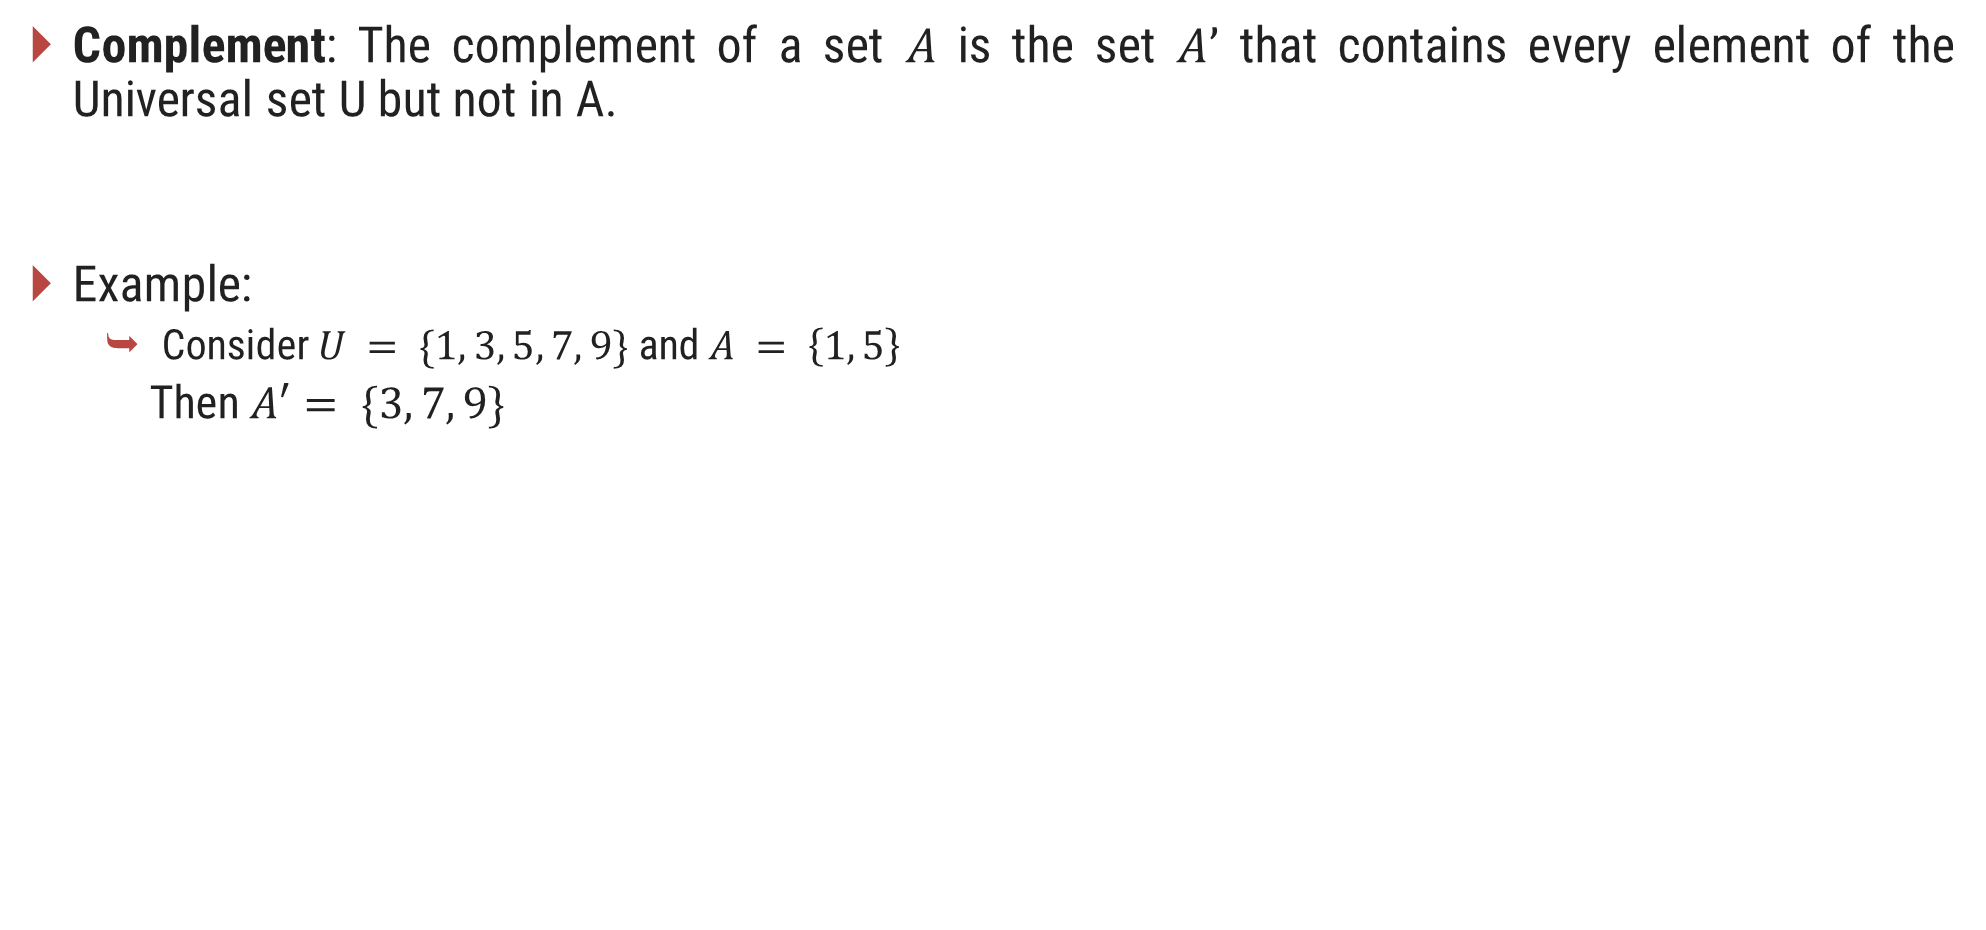 Complement: The complement of a set A is the set A’ that contains every element of the
Universal set U but not in A.
Example:
Consider U = {1, 3, 5, 7, 9} and A = {1, 5}
Then A′ = {3, 7, 9}